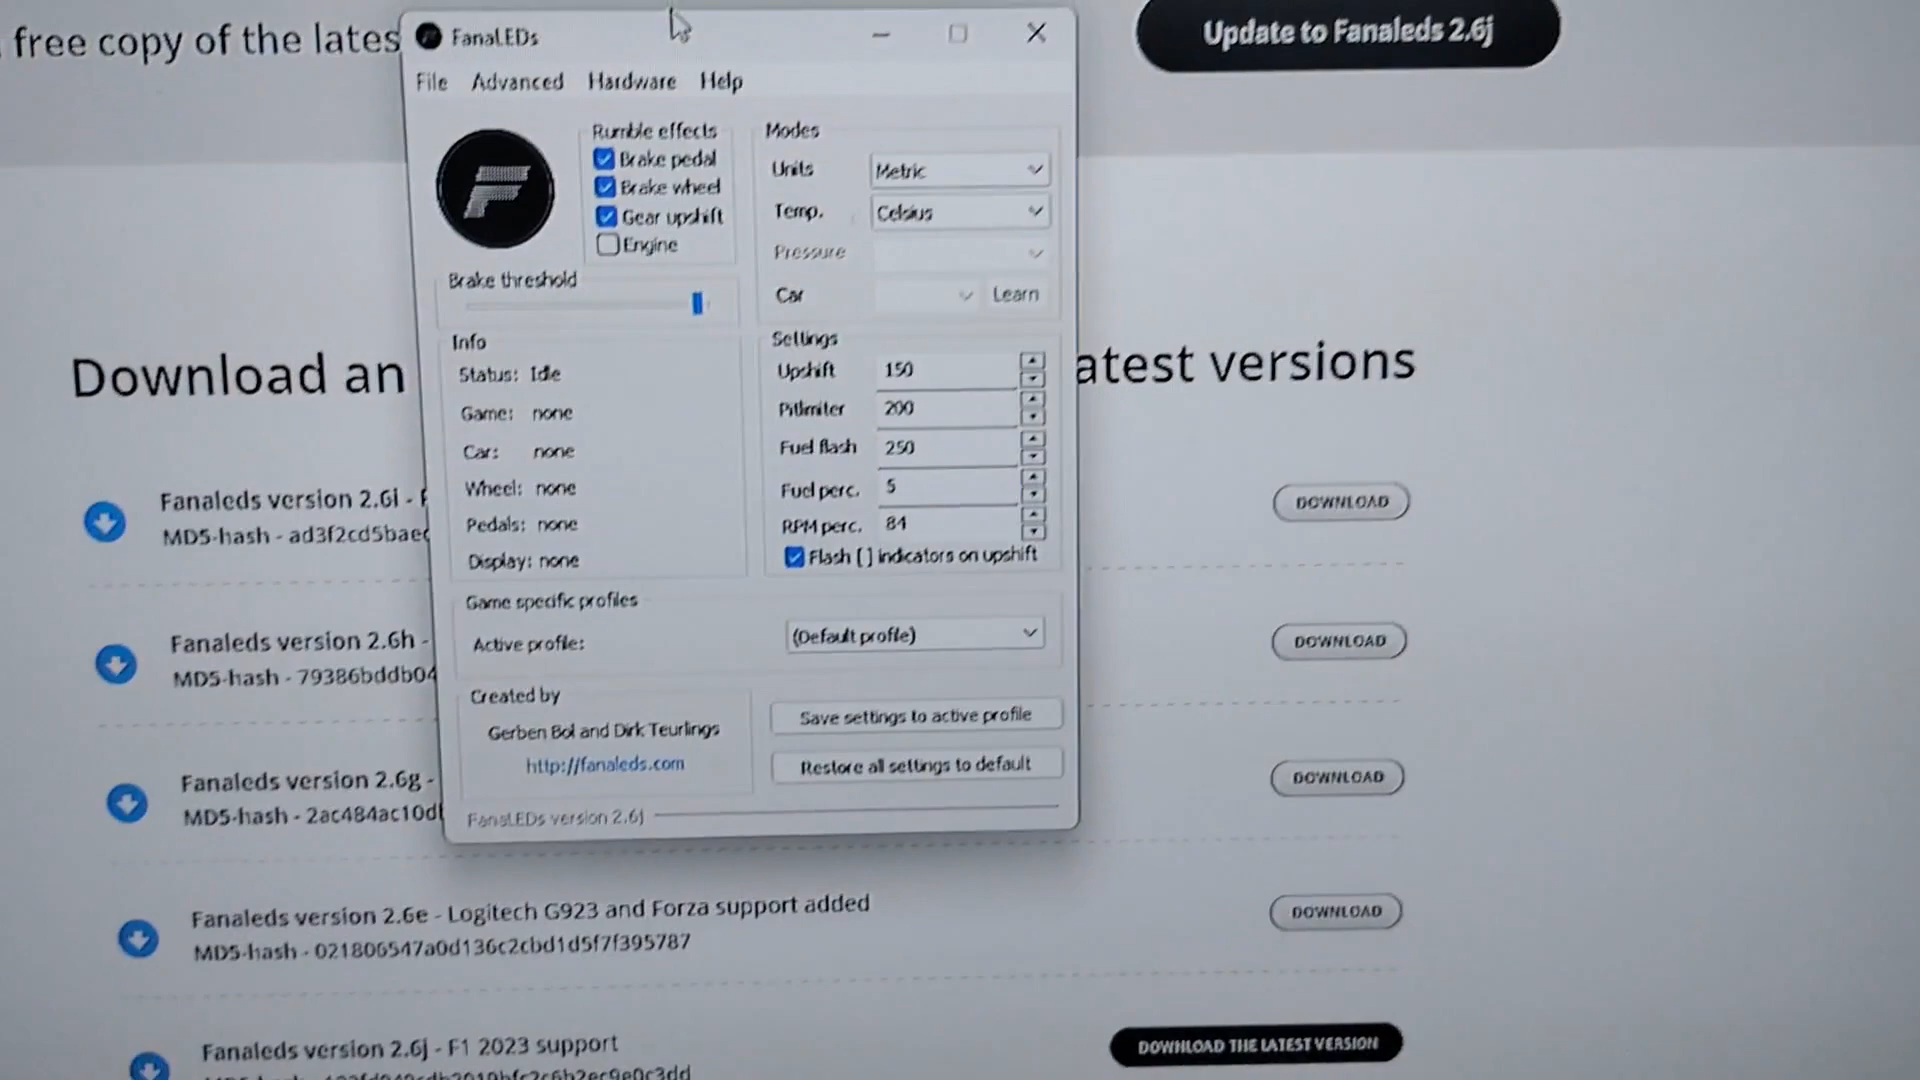 free copy of the lates
Update to Fanaleds 2.6j
FanaLEDs
File Advanced Hardware Help
Rumble effects
Brake pedal
Brake wheel
Gear upshift
Engine
Brake threshold
Modes
Units Metric
Temp. Celsius
Pressure
Car Learn
Info
Status: Idle
Game: none
Car: none
Wheel: none
Pedals: none
Display: none
Settings
Upshift 150
Pitlimiter 200
Fuel flash 250
Fuel perc. 5
RPM perc. 84
Flash [ ] indicators on upshift
Game specific profiles
Active profile: (Default profile)
Created by
Gerben Bol and Dirk Teurlings
http://fanaleds.com
Save settings to active profile
Restore all settings to default
FanaLEDs version 2.6j
Download an
atest versions
Fanaleds version 2.6i -
MD5-hash - ad3f2cd5bae
DOWNLOAD
Fanaleds version 2.6h -
MD5-hash - 79386bddb04
DOWNLOAD
Fanaleds version 2.6g -
MD5-hash - 2ac484ac10d
DOWNLOAD
Fanaleds version 2.6e - Logitech G923 and Forza support added
MD5-hash - 021806547a0d136c2cbd1d5f7f395787
DOWNLOAD
Fanaleds version 2.6j - F1 2023 support
DOWNLOAD THE LATEST VERSION